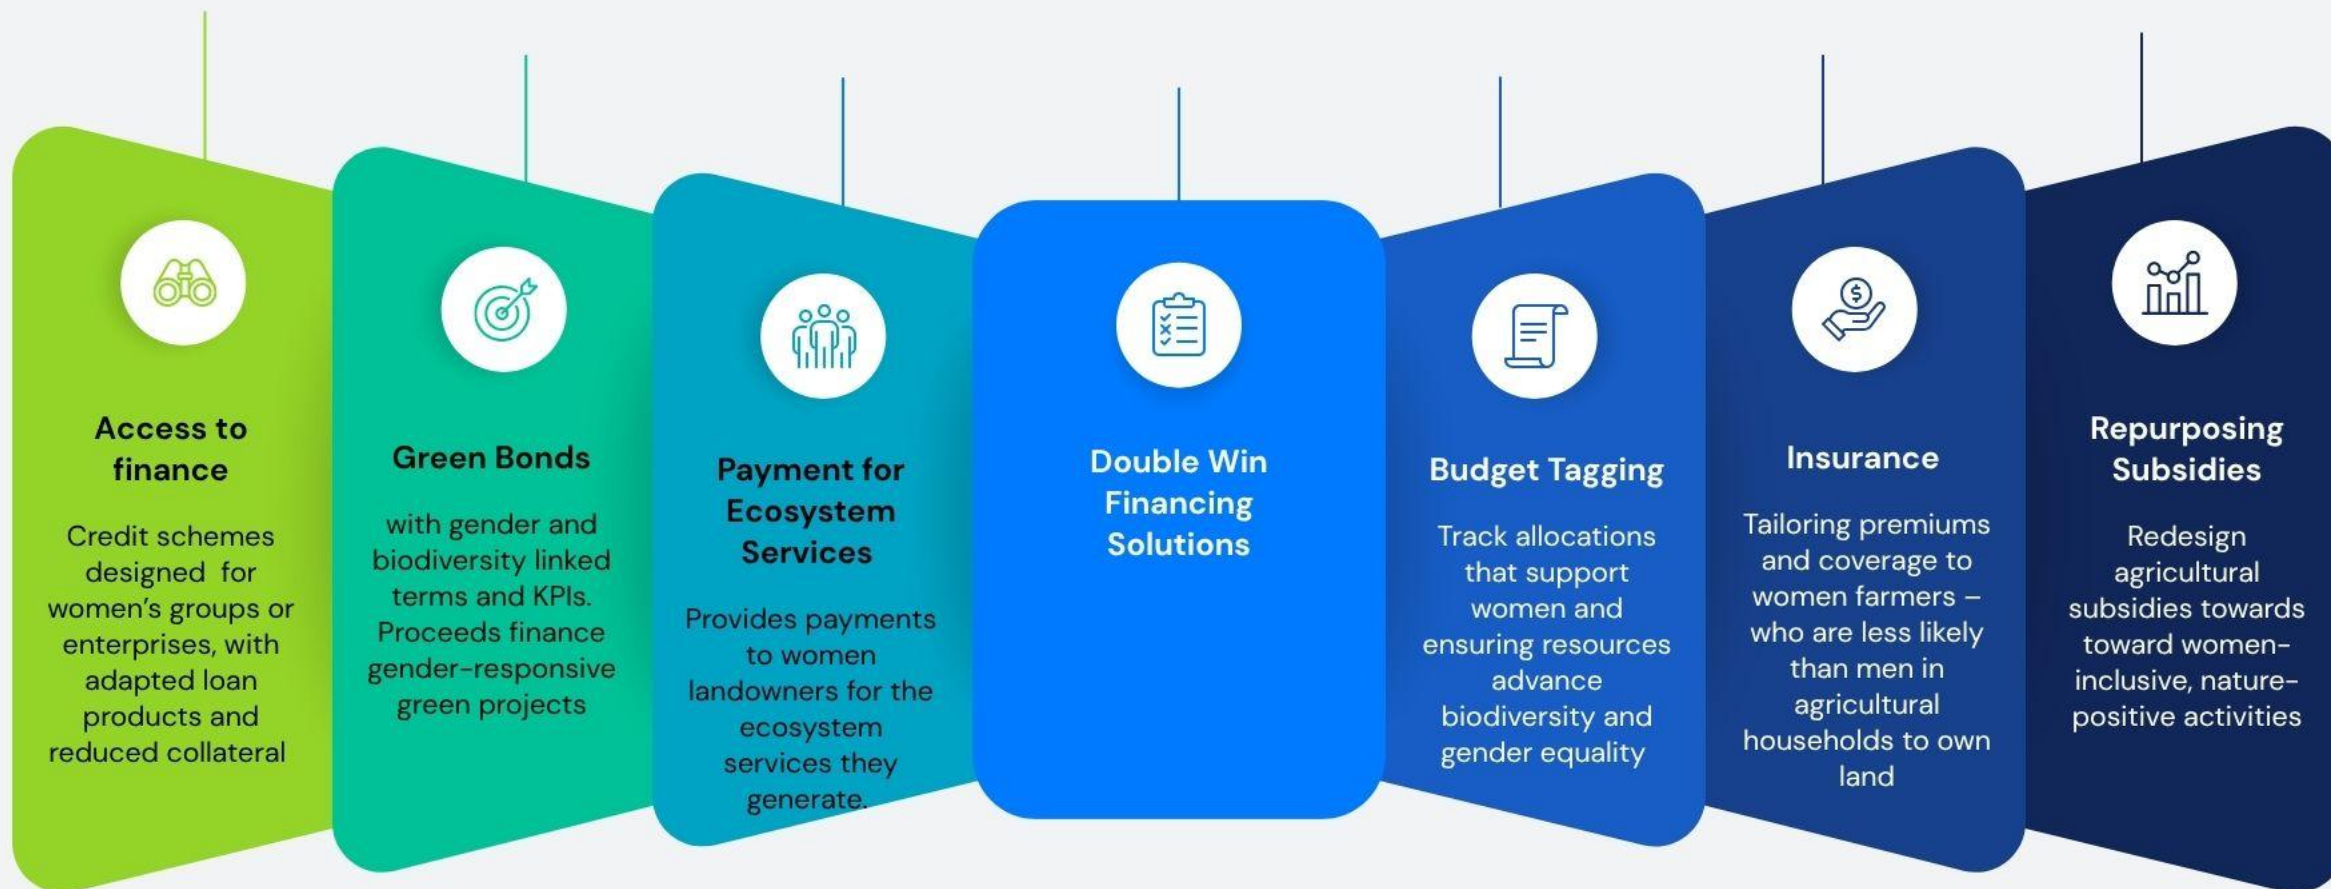 Access to
finance
Credit schemes
designed  for
women’s groups or
enterprises, with
adapted loan
products and
reduced collateral
Green Bonds
with gender and
biodiversity linked
terms and KPIs.
Proceeds finance
gender-responsive
green projects
Payment for
Ecosystem
Services
Provides payments
to women
landowners for the
ecosystem
services they
generate.
Double Win
Financing
Solutions
Budget Tagging
Track allocations
that support
women and
ensuring resources
advance
biodiversity and
gender equality
Insurance
Tailoring premiums
and coverage to
women farmers –
who are less likely
than men in
agricultural
households to own
land
Repurposing
Subsidies
Redesign
agricultural
subsidies towards
toward women-
inclusive, nature-
positive activities